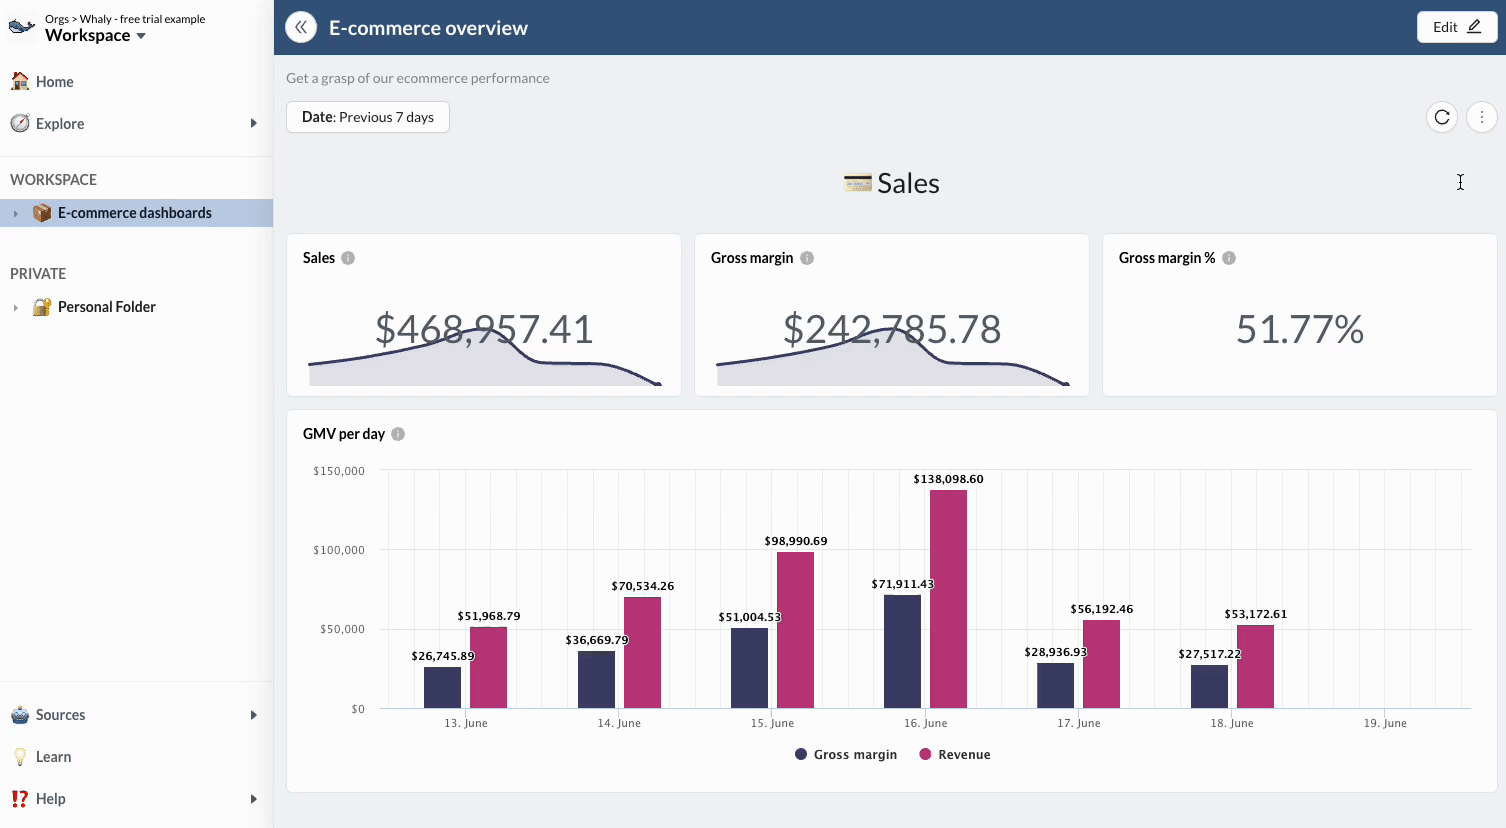 Orgs > Whaly - free trial example
Workspace
Home
Explore
WORKSPACE
E-commerce dashboards
PRIVATE
Personal Folder
Sources
Learn
Help
E-commerce overview
Edit
Get a grasp of our ecommerce performance
Date: Previous 7 days
Sales
Sales
$468,957.41
Gross margin
$242,785.78
Gross margin %
51.77%
GMV per day
$150,000
$100,000
$50,000
$0
$26,745.89
$51,968.79
$36,669.79
$70,534.26
$51,004.53
$98,990.69
$71,911.43
$138,098.60
$28,936.93
$56,192.46
$27,517.22
$53,172.61
13. June
14. June
15. June
16. June
17. June
18. June
19. June
Gross margin
Revenue